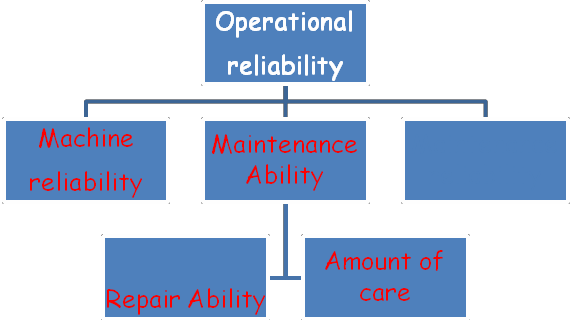 Operational
reliability
Machine
reliability
Maintenance
Ability
Repair Ability
Amount of
care